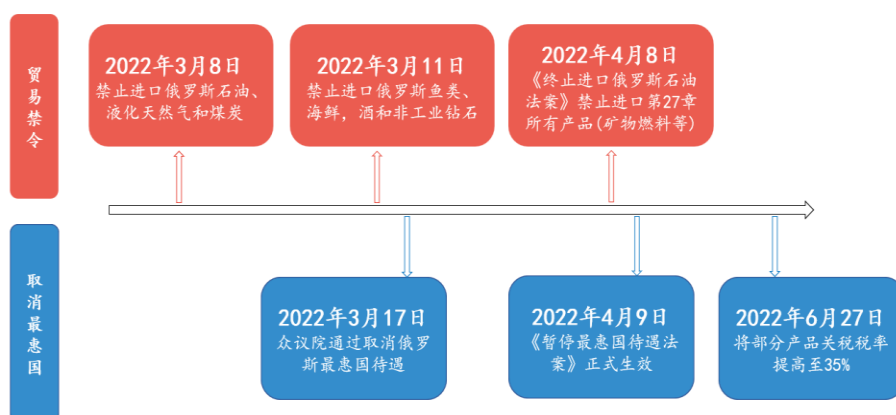 贸易禁令
2022年3月8日
禁止进口俄罗斯石油、
液化天然气和煤炭
2022年3月11日
禁止进口俄罗斯鱼类、
海鲜，酒和非工业钻石
2022年4月8日
《终止进口俄罗斯石油
法案》禁止进口第27章
所有产品(矿物燃料等)
取消最惠国
2022年3月17日
众议院通过取消俄罗
斯最惠国待遇
2022年4月9日
《暂停最惠国待遇法
案》正式生效
2022年6月27日
将部分产品关税税率
提高至35%